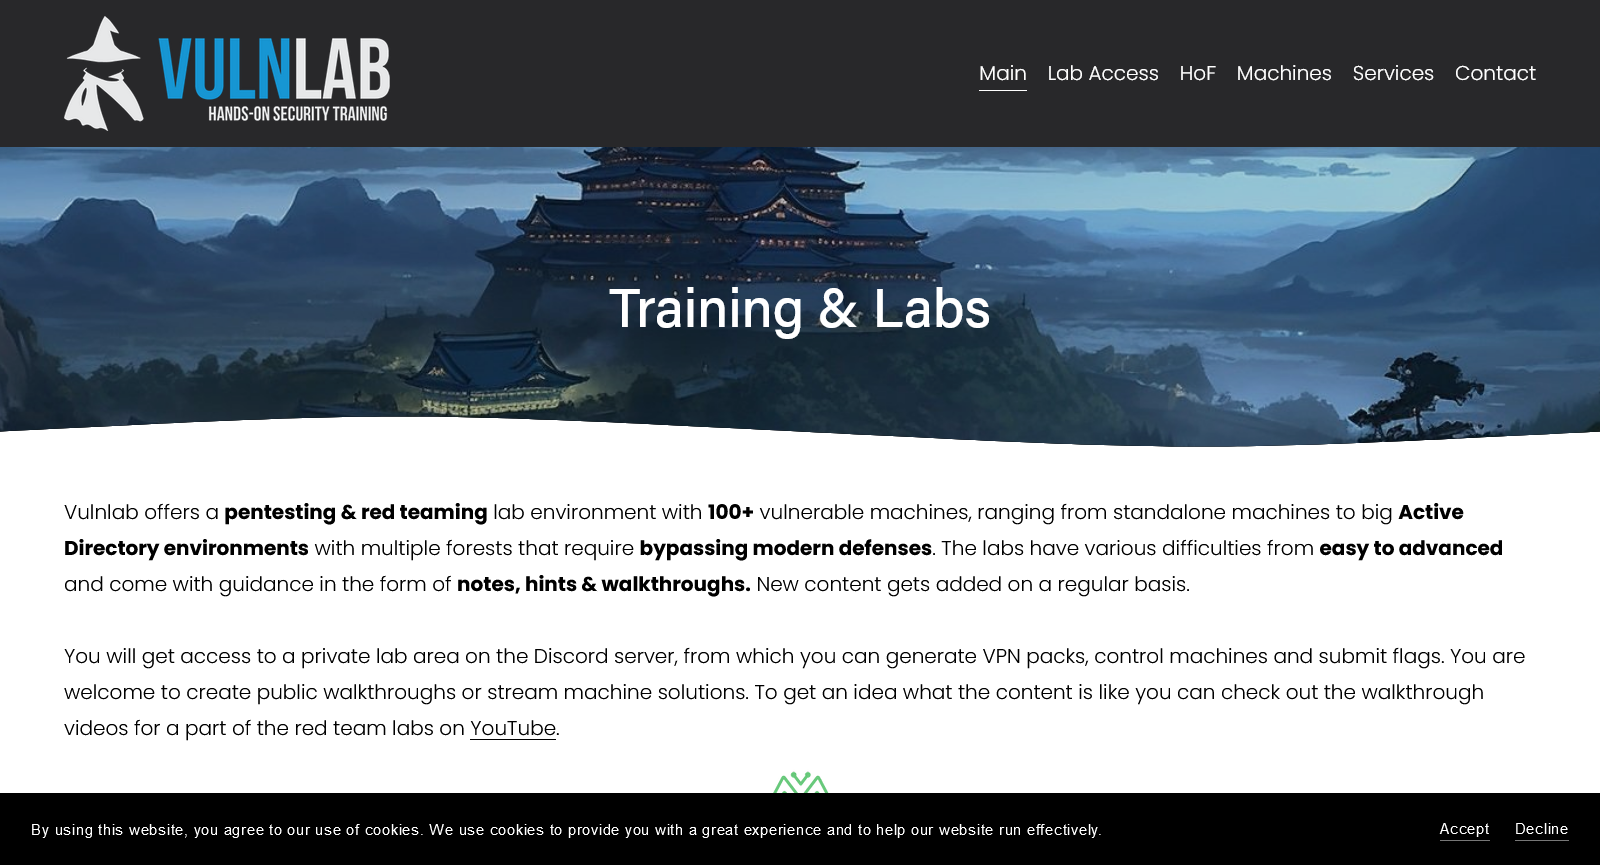 VULNLAB
HANDS-ON SECURITY TRAINING
Main Lab Access HoF Machines Services Contact
Training & Labs
Vulnlab offers a pentesting & red teaming lab environment with 100+ vulnerable machines, ranging from standalone machines to big Active
Directory environments with multiple forests that require bypassing modern defenses. The labs have various difficulties from easy to advanced
and come with guidance in the form of notes, hints & walkthroughs. New content gets added on a regular basis.
You will get access to a private lab area on the Discord server, from which you can generate VPN packs, control machines and submit flags. You are
welcome to create public walkthroughs or stream machine solutions. To get an idea what the content is like you can check out the walkthrough
videos for a part of the red team labs on YouTube.
By using this website, you agree to our use of cookies. We use cookies to provide you with a great experience and to help our website run effectively.
Accept Decline